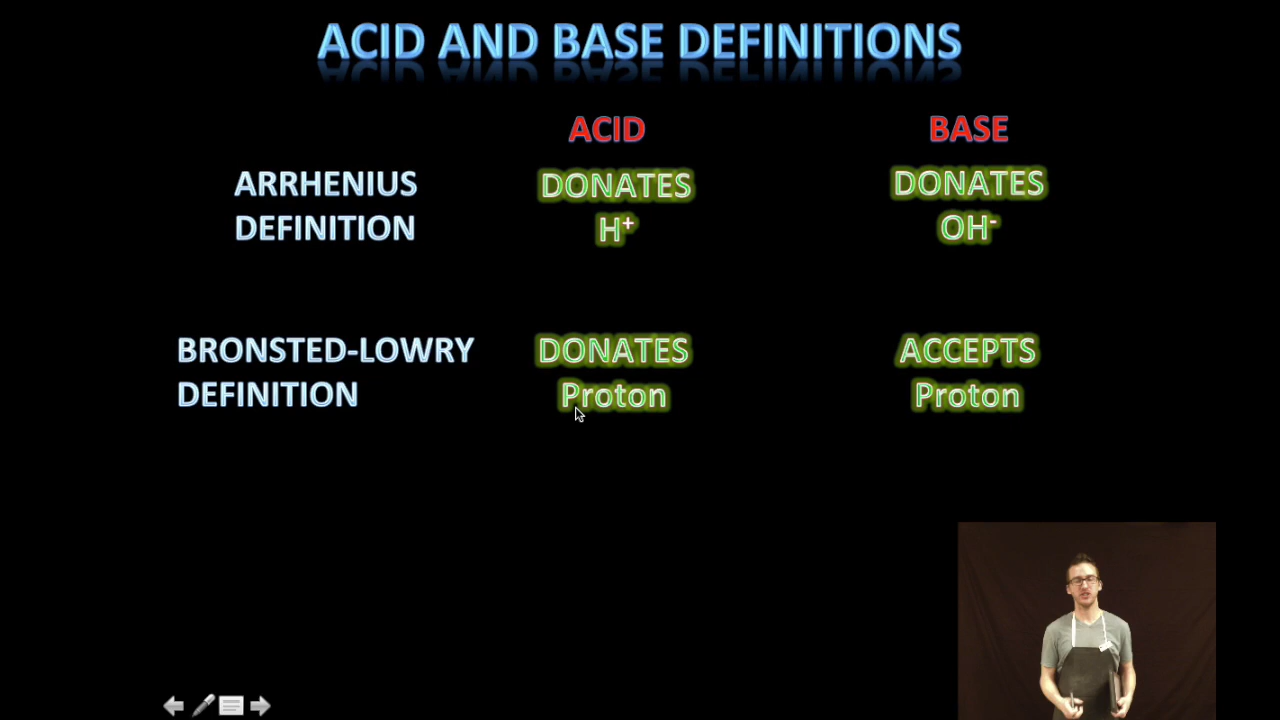 ACID AND BASE DEFINITIONS
ACID
BASE
ARRHENIUS
DEFINITION
DONATES
H⁺
DONATES
OH⁻
BRONSTED-LOWRY
DEFINITION
DONATES
Proton
ACCEPTS
Proton